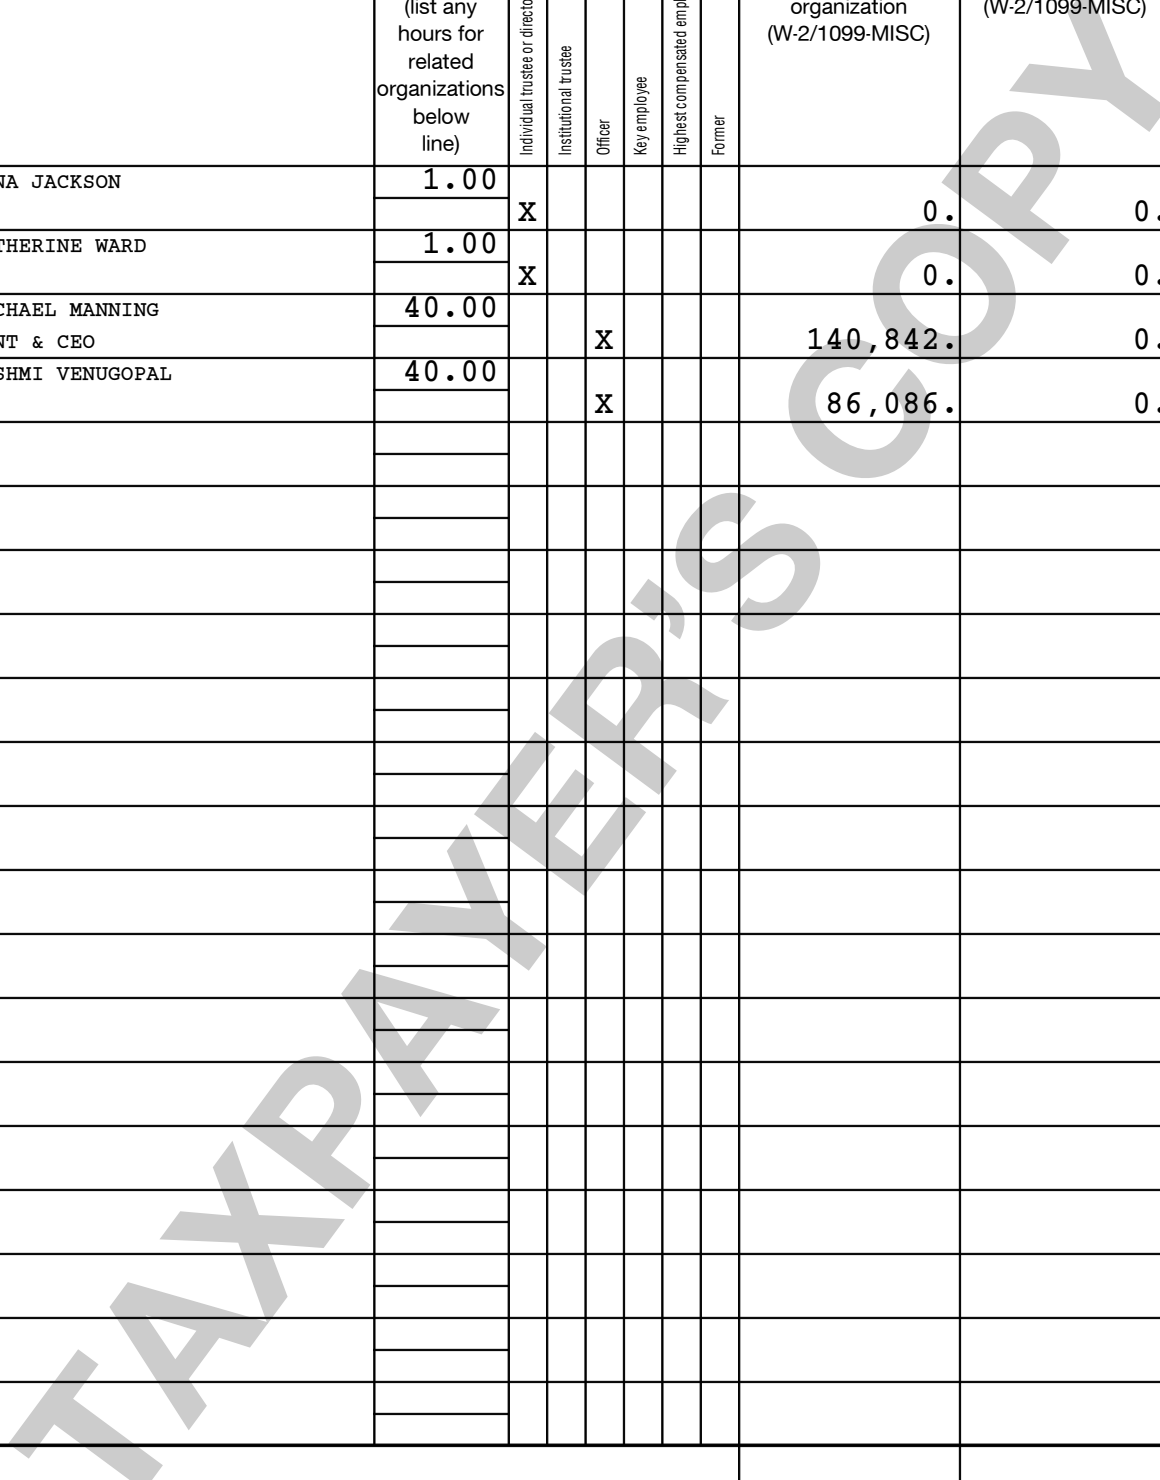 (list any
hours for
related
organizations
below
line)
Individual trustee or
Institutional trustee
Officer
Key employee
Highest compensated
Former
organization
(W-2/1099-MISC)
(W-2/1099-MISC)
NA JACKSON 1.00
X 0. 0.
THERINE WARD 1.00
X 0. 0.
CHAEL MANNING 40.00
NT & CEO X 140,842. 0.
SHMI VENUGOPAL 40.00
X 86,086. 0.
TAXPAYER'S COPY